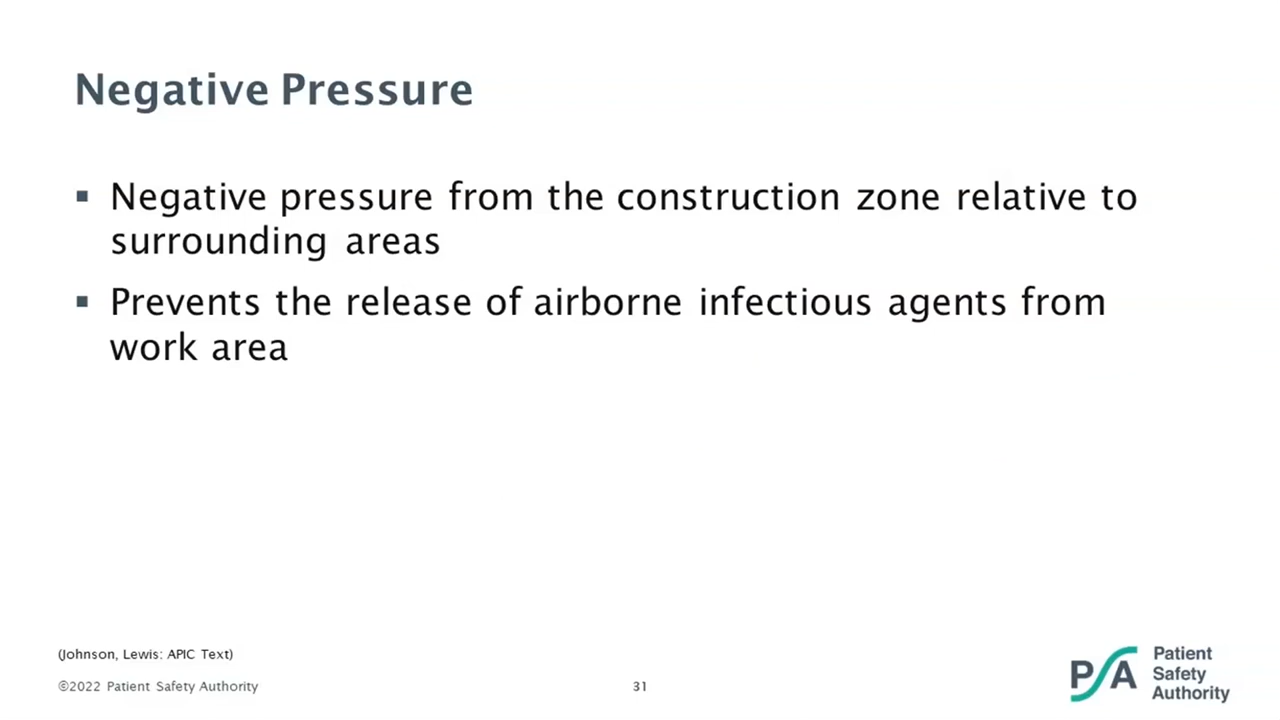 Negative Pressure
▪ Negative pressure from the construction zone relative to
surrounding areas
▪ Prevents the release of airborne infectious agents from
work area
(Johnson, Lewis: APIC Text)
©2022 Patient Safety Authority
31
PSA
Patient
Safety
Authority